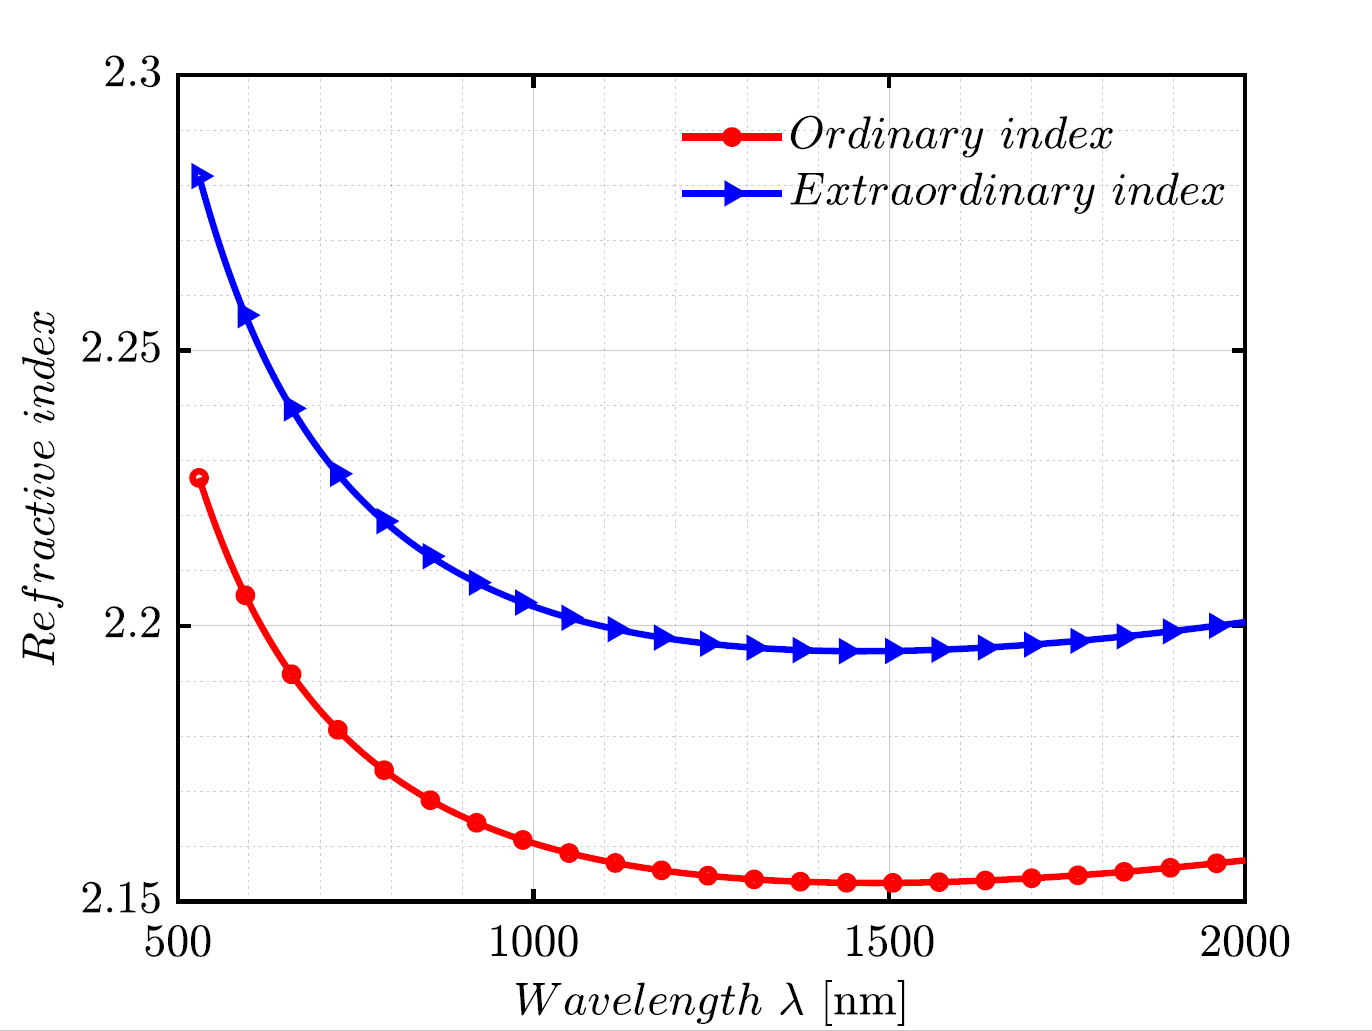 2.3
Ordinary index
Extraordinary index
2.25
Refractive index
2.2
2.15
500 1000 1500 2000
Wavelength λ [nm]